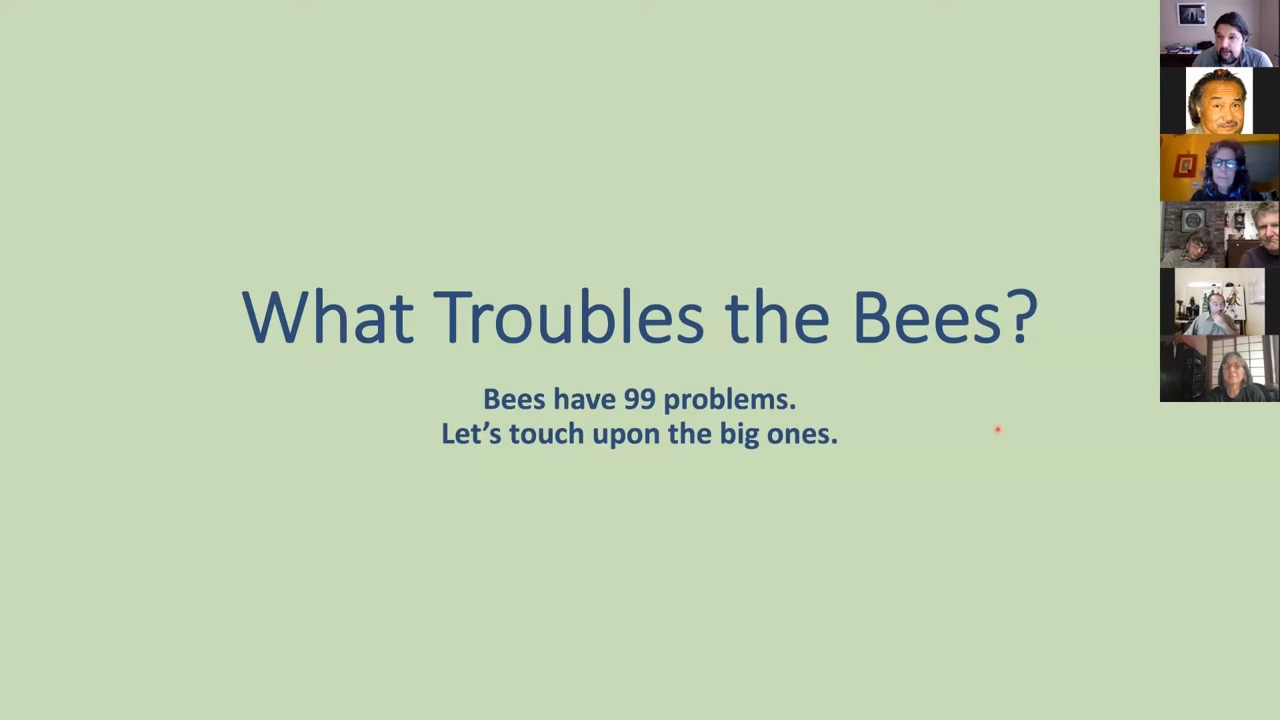 What Troubles the Bees?
Bees have 99 problems.
Let’s touch upon the big ones.